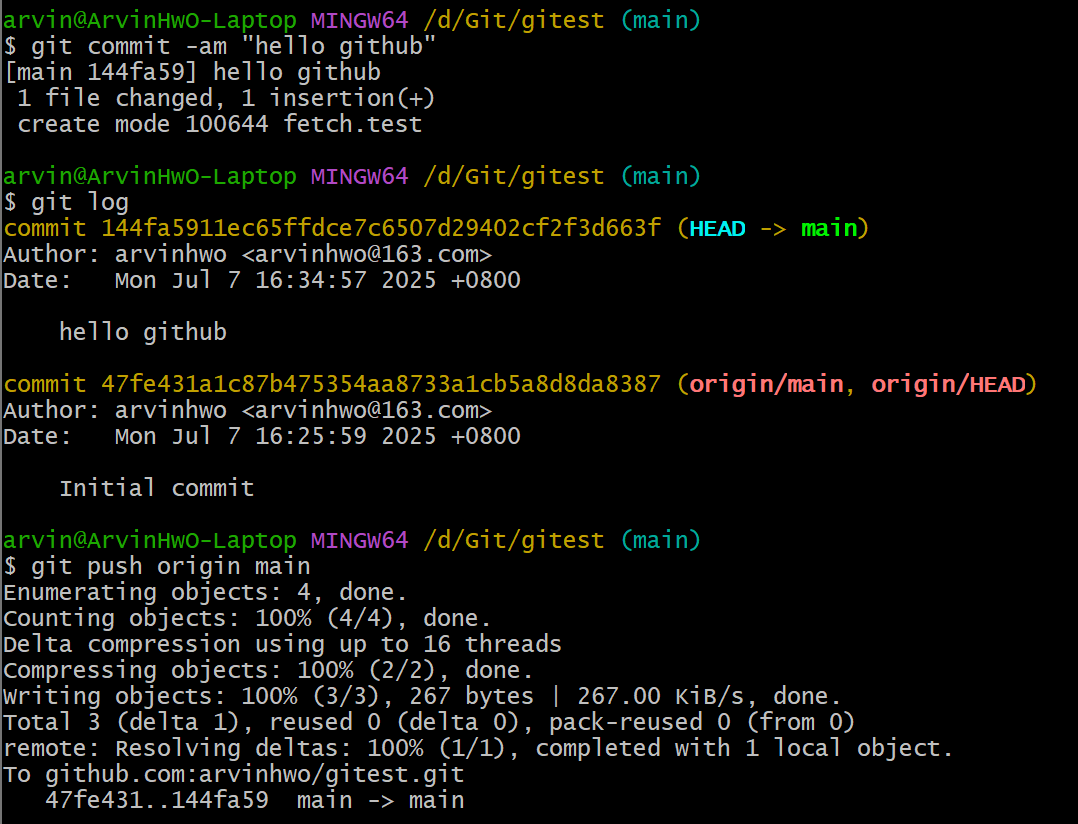 arvin@ArvinHwO-Laptop MINGW64 /d/Git/gitest (main)
$ git commit -am "hello github"
[main 144fa59] hello github
 1 file changed, 1 insertion(+)
 create mode 100644 fetch.test

arvin@ArvinHwO-Laptop MINGW64 /d/Git/gitest (main)
$ git log
commit 144fa5911ec65ffdce7c6507d29402cf2f3d663f (HEAD -> main)
Author: arvinhwo <arvinhwo@163.com>
Date:   Mon Jul 7 16:34:57 2025 +0800

    hello github

commit 47fe431a1c87b475354aa8733a1cb5a8d8da8387 (origin/main, origin/HEAD)
Author: arvinhwo <arvinhwo@163.com>
Date:   Mon Jul 7 16:25:59 2025 +0800

    Initial commit

arvin@ArvinHwO-Laptop MINGW64 /d/Git/gitest (main)
$ git push origin main
Enumerating objects: 4, done.
Counting objects: 100% (4/4), done.
Delta compression using up to 16 threads
Compressing objects: 100% (2/2), done.
Writing objects: 100% (3/3), 267 bytes | 267.00 KiB/s, done.
Total 3 (delta 1), reused 0 (delta 0), pack-reused 0 (from 0)
remote: Resolving deltas: 100% (1/1), completed with 1 local object.
To github.com:arvinhwo/gitest.git
   47fe431..144fa59  main -> main